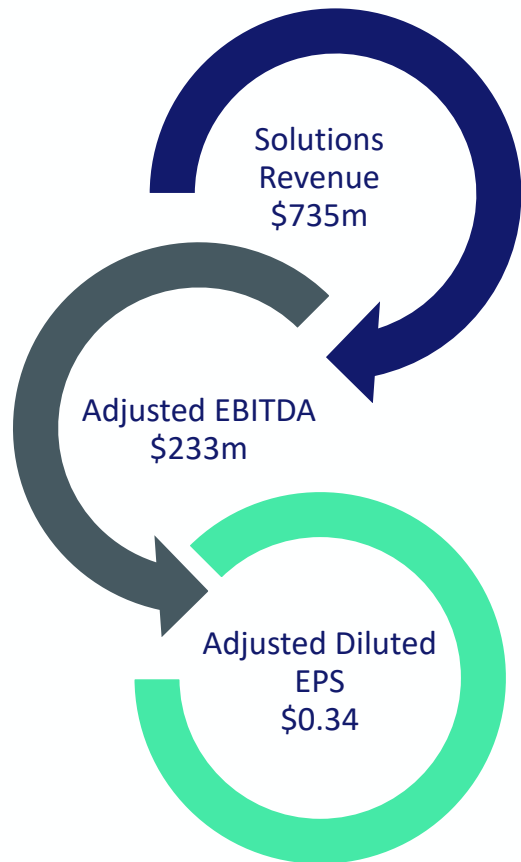 Solutions
Revenue
$735m
Adjusted EBITDA
$233m
Adjusted Diluted
EPS
$0.34